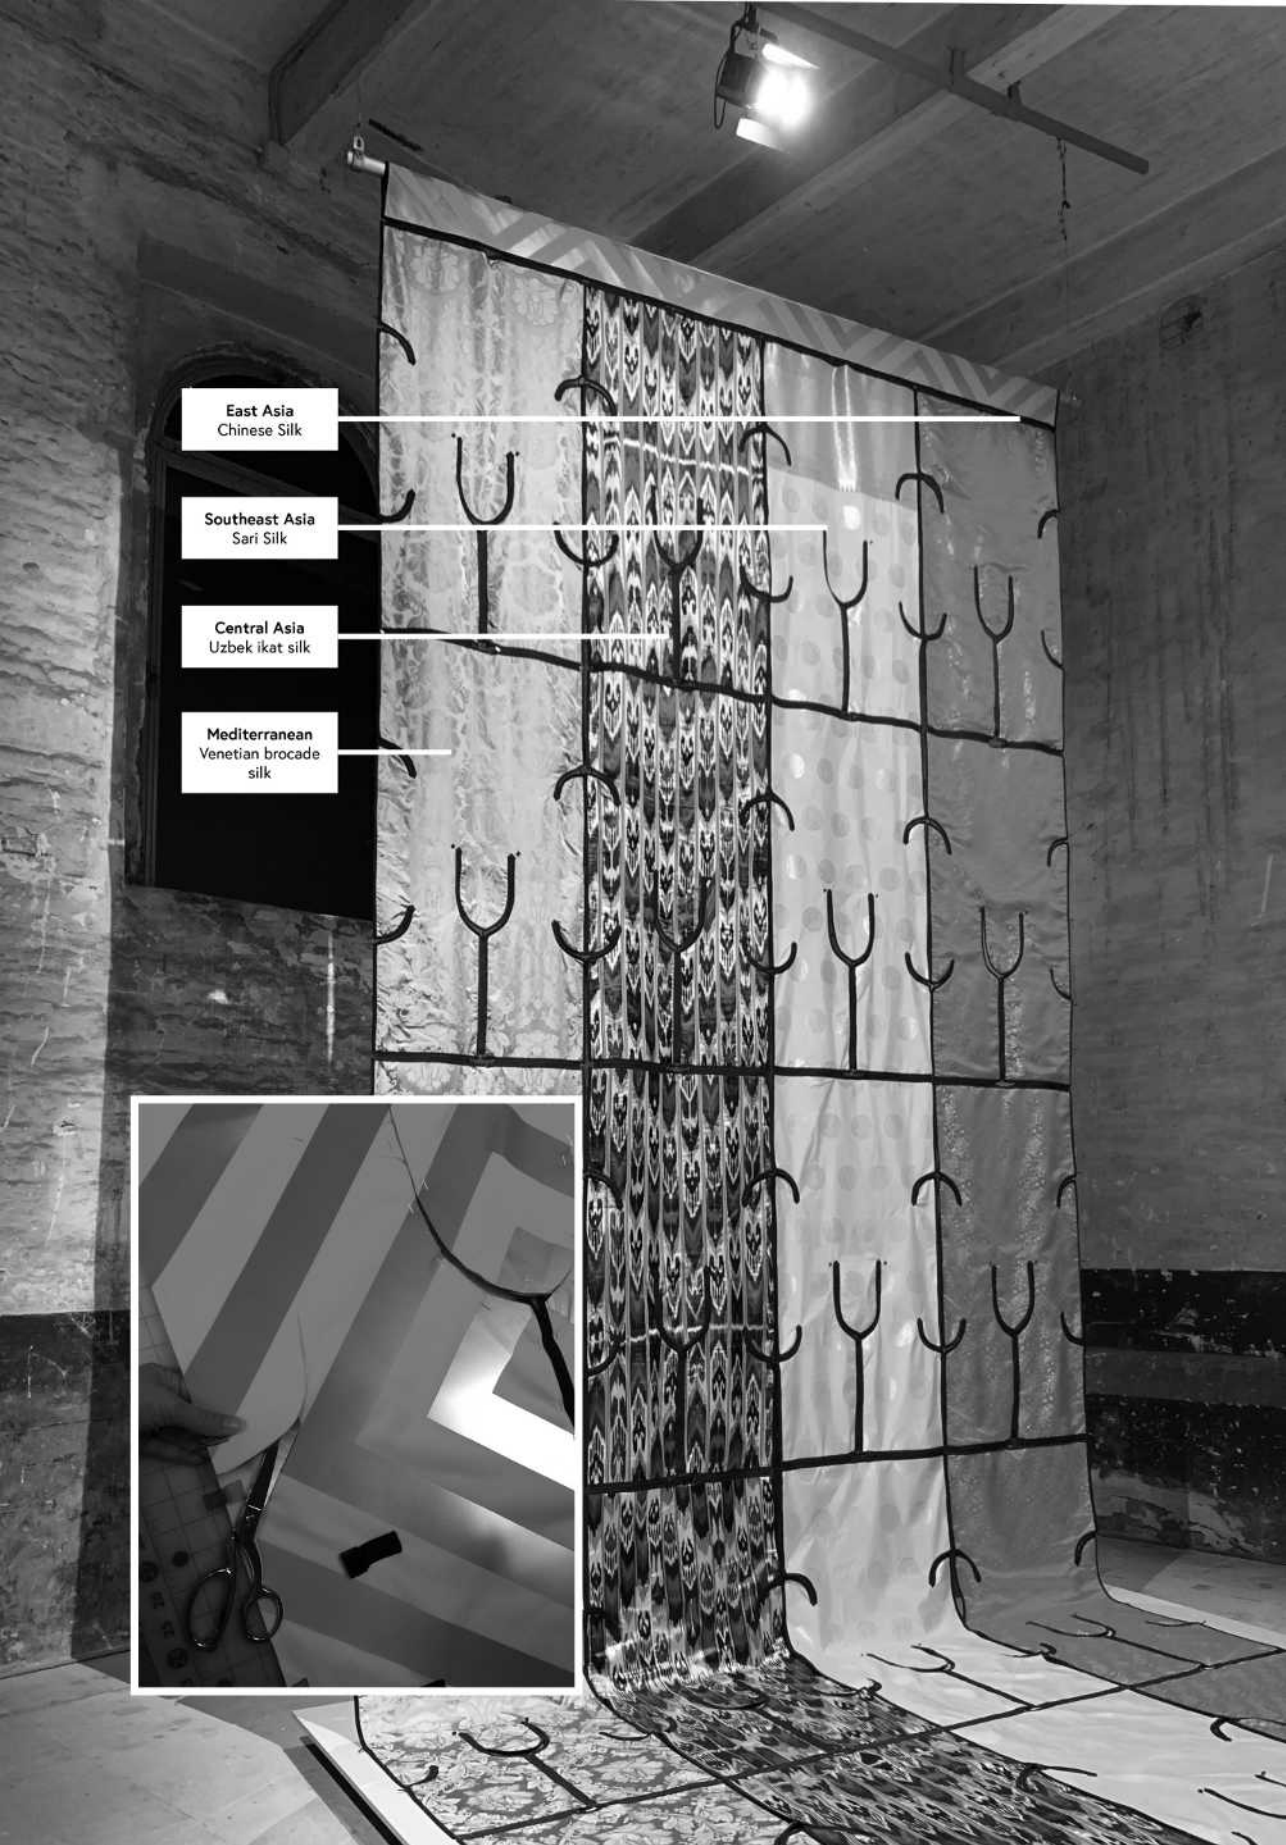 East Asia
Chinese Silk
Southeast Asia
Sari Silk
Central Asia
Uzbek ikat silk
Mediterranean
Venetian brocade
silk